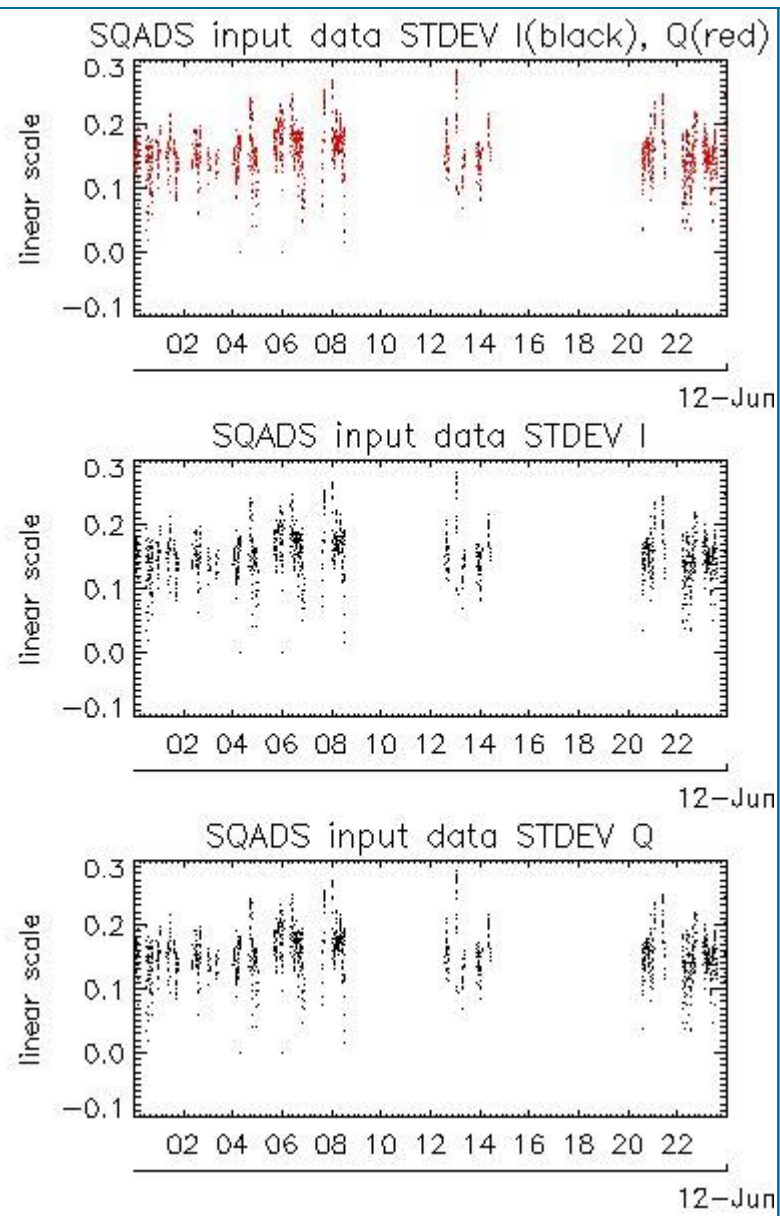 SQADS input data STDEV I(black), Q(red)
0.3
0.2
0.1
0.0
−0.1
linear scale
02 04 06 08 10 12 14 16 18 20 22
12−Jun
SQADS input data STDEV I
0.3
0.2
0.1
0.0
−0.1
linear scale
02 04 06 08 10 12 14 16 18 20 22
12−Jun
SQADS input data STDEV Q
0.3
0.2
0.1
0.0
−0.1
linear scale
02 04 06 08 10 12 14 16 18 20 22
12−Jun